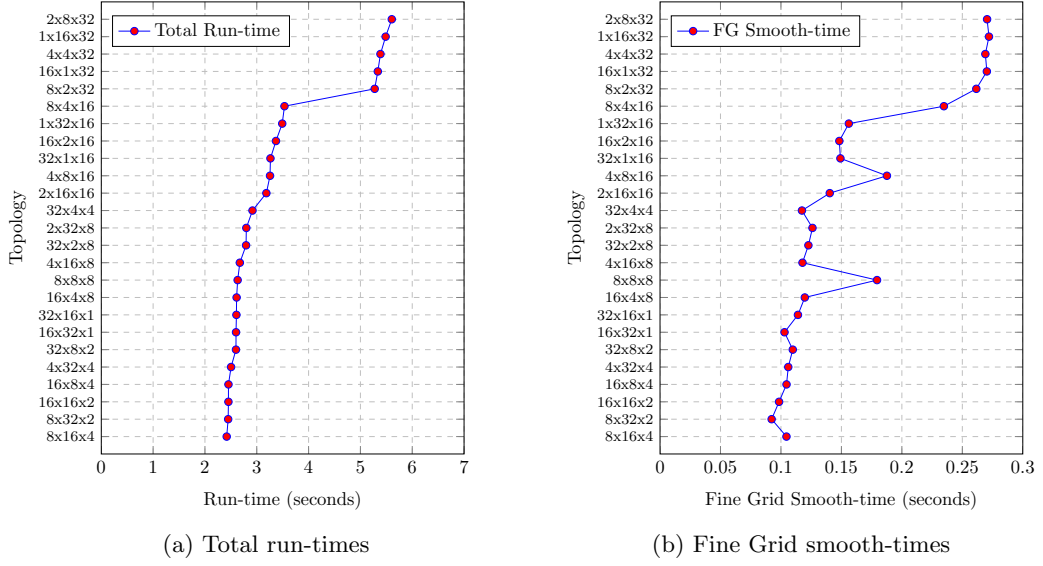 Total Run-time
2x8x32
1x16x32
4x4x32
16x1x32
8x2x32
8x4x16
1x32x16
16x2x16
32x1x16
4x8x16
2x16x16
32x4x4
2x32x8
32x2x8
4x16x8
8x8x8
16x4x8
32x16x1
16x32x1
32x8x2
4x32x4
16x8x4
16x16x2
8x32x2
8x16x4
Topology
0 1 2 3 4 5 6 7
Run-time (seconds)
(a) Total run-times
FG Smooth-time
2x8x32
1x16x32
4x4x32
16x1x32
8x2x32
8x4x16
1x32x16
16x2x16
32x1x16
4x8x16
2x16x16
32x4x4
2x32x8
32x2x8
4x16x8
8x8x8
16x4x8
32x16x1
16x32x1
32x8x2
4x32x4
16x8x4
16x16x2
8x32x2
8x16x4
Topology
0 0.05 0.1 0.15 0.2 0.25 0.3
Fine Grid Smooth-time (seconds)
(b) Fine Grid smooth-times